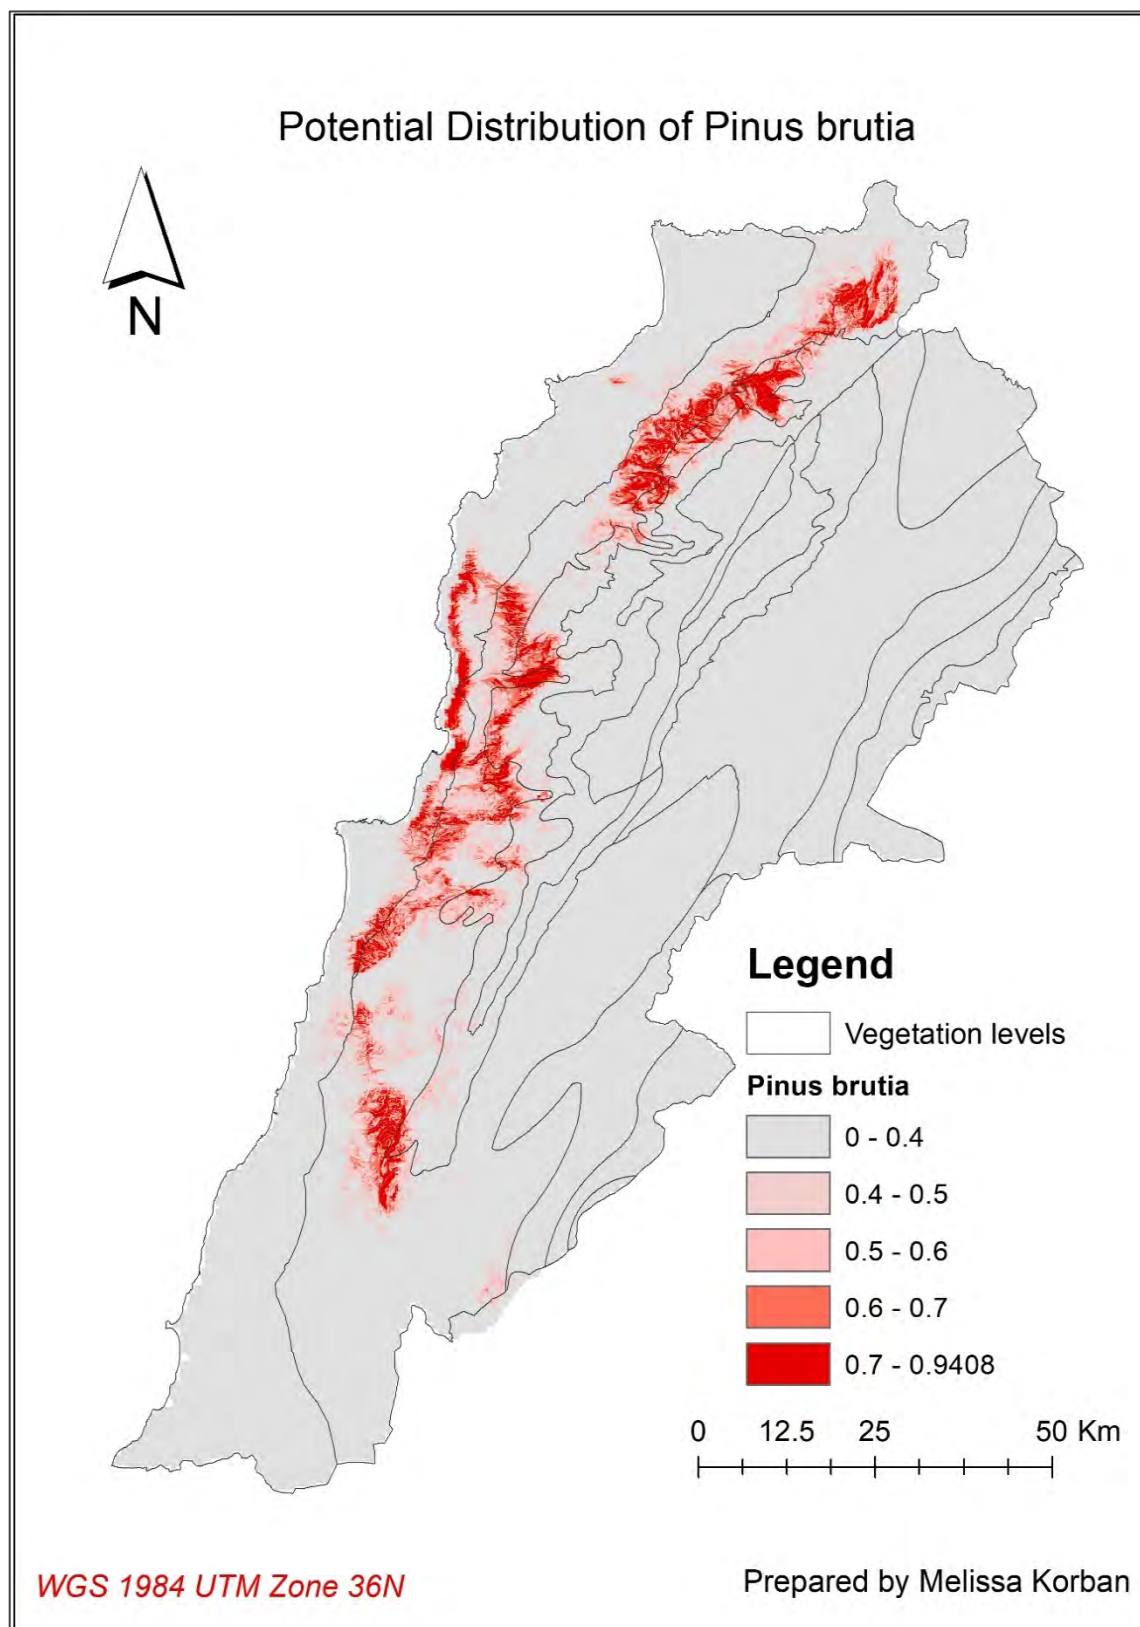 Potential Distribution of Pinus brutia
N
Legend
Vegetation levels
Pinus brutia
0 - 0.4
0.4 - 0.5
0.5 - 0.6
0.6 - 0.7
0.7 - 0.9408
0 12.5 25 50 Km
WGS 1984 UTM Zone 36N
Prepared by Melissa Korban